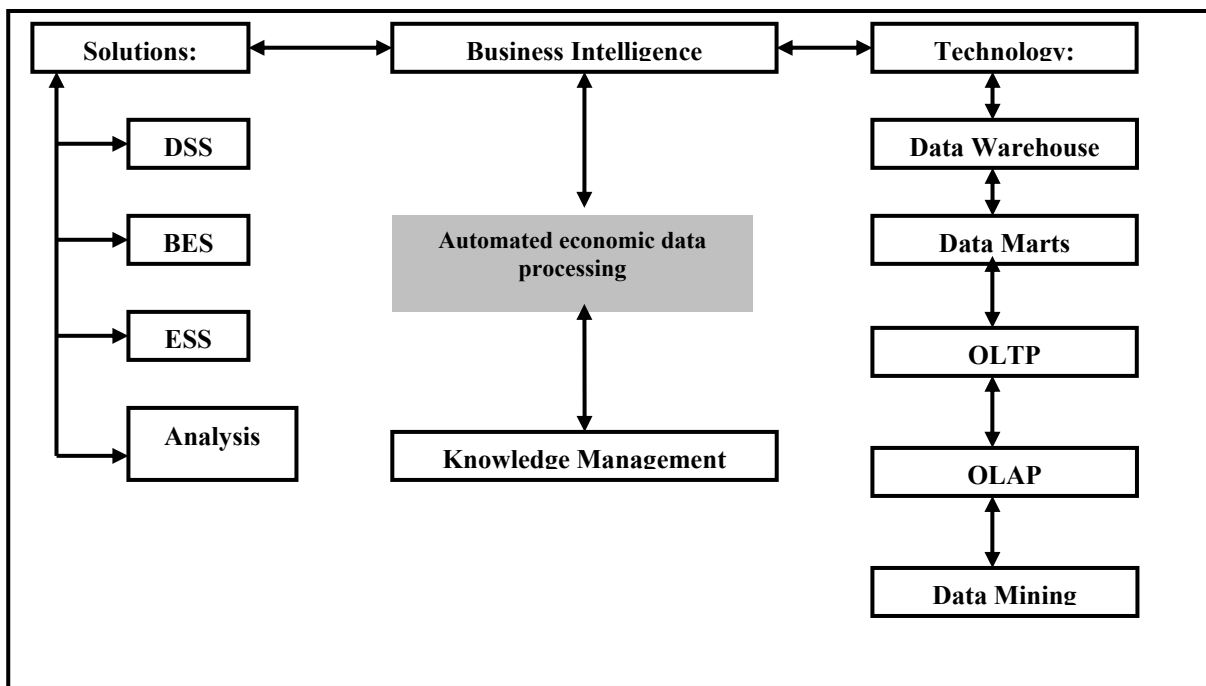 Solutions:
Business Intelligence
Technology:
DSS
Data Warehouse
BES
Automated economic data
processing
Data Marts
ESS
OLTP
Analysis
Knowledge Management
OLAP
Data Mining